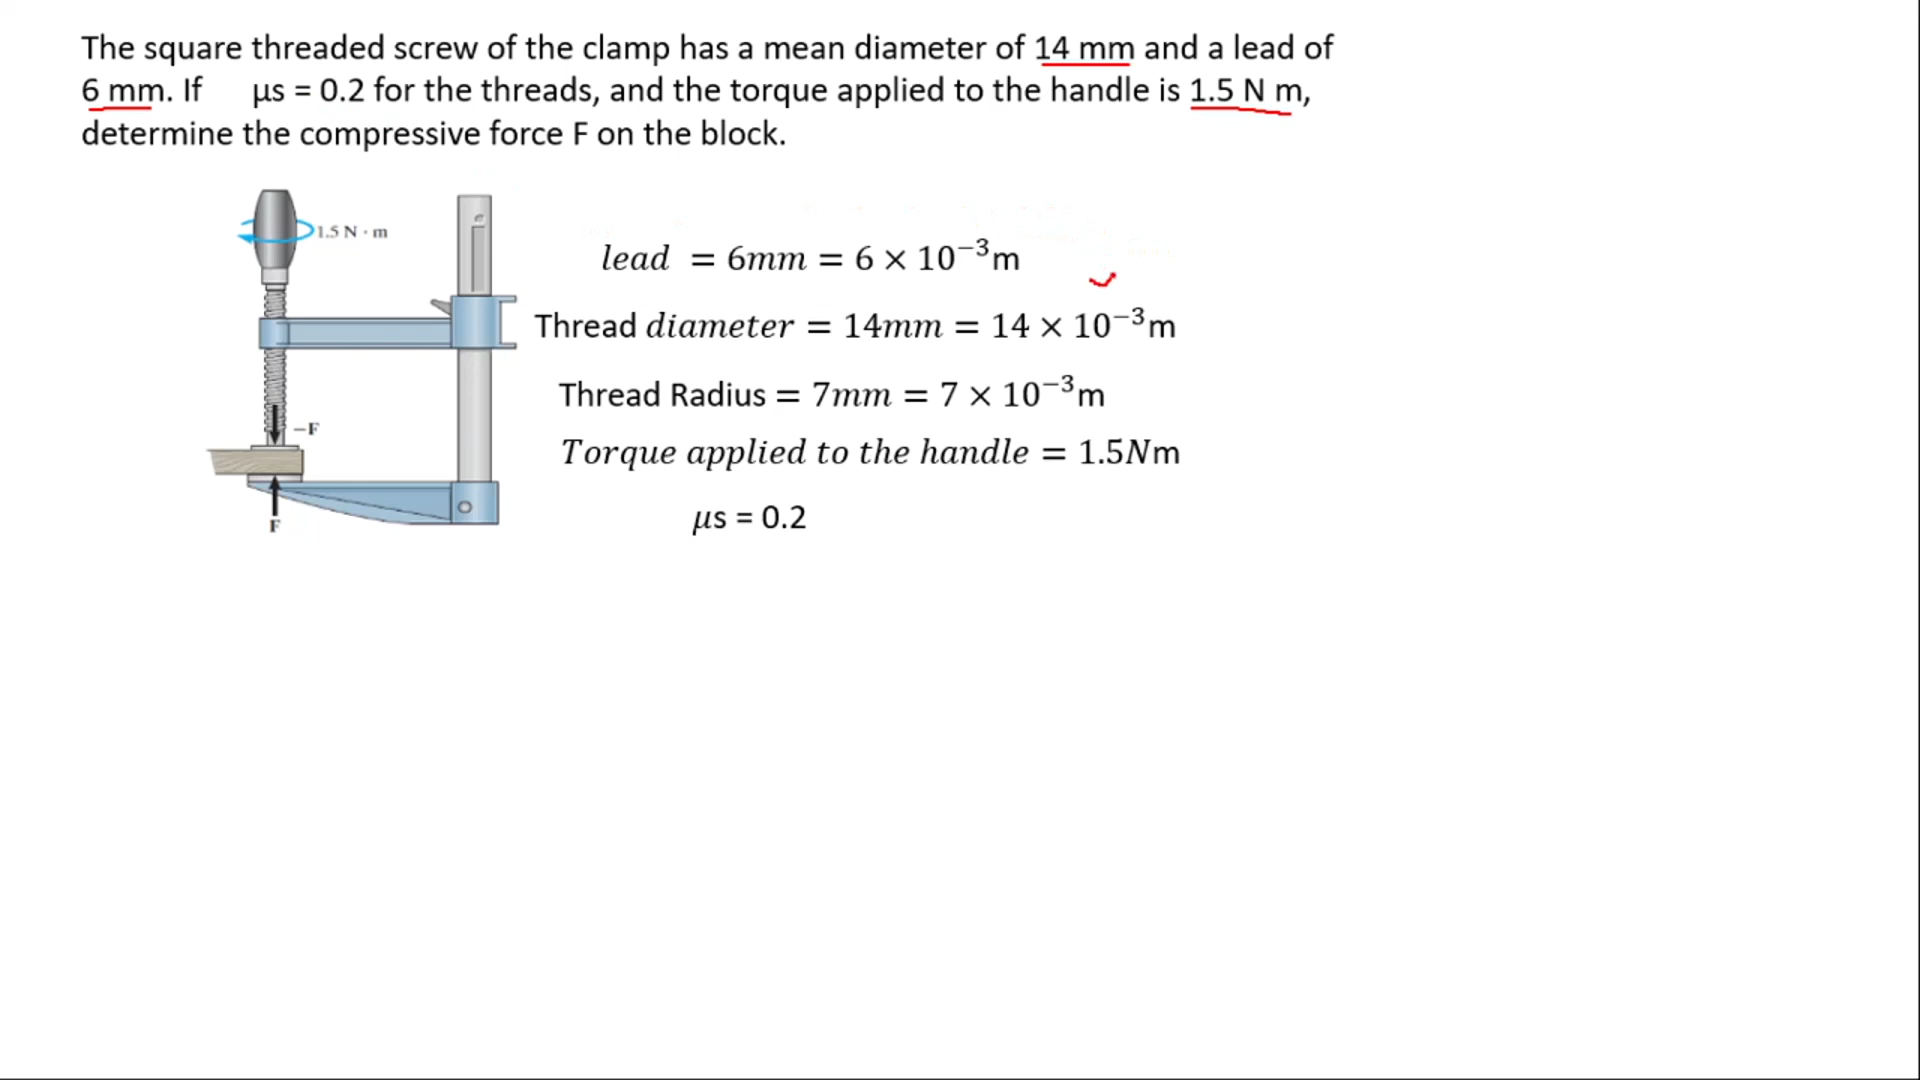 The square threaded screw of the clamp has a mean diameter of 14 mm and a lead of
6 mm. If μs = 0.2 for the threads, and the torque applied to the handle is 1.5 N m,
determine the compressive force F on the block.
1.5 N · m
lead = 6mm = 6 × 10⁻³m
Thread diameter = 14mm = 14 × 10⁻³m
Thread Radius = 7mm = 7 × 10⁻³m
−F
Torque applied to the handle = 1.5Nm
μs = 0.2
F